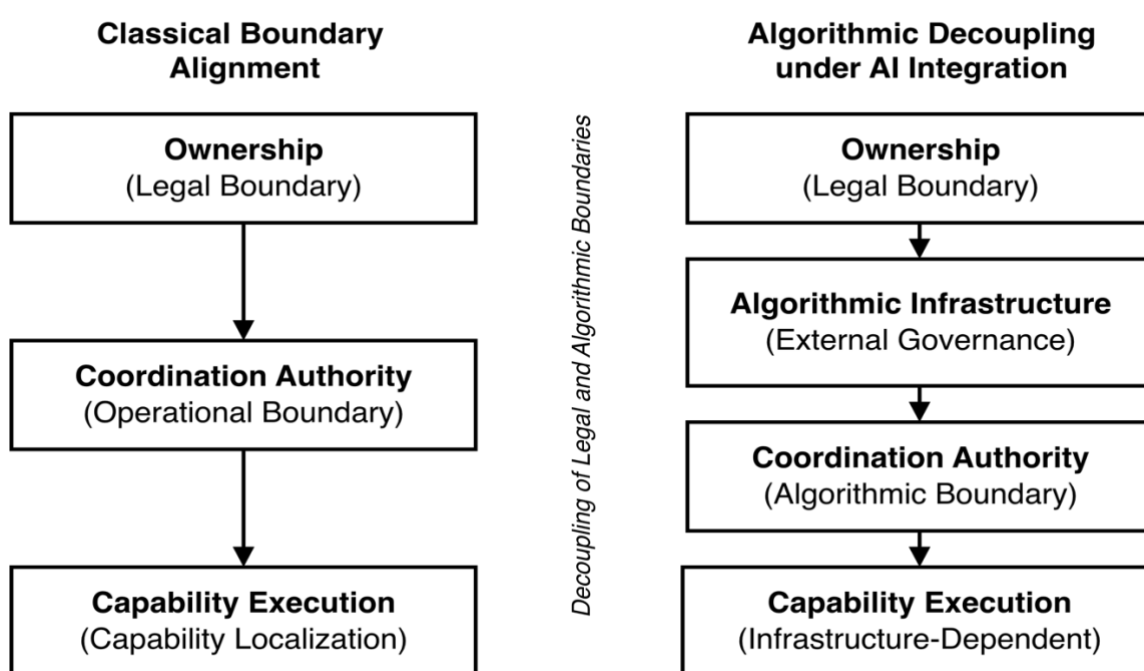 Classical Boundary
Alignment
Ownership
(Legal Boundary)
Coordination Authority
(Operational Boundary)
Capability Execution
(Capability Localization)
Decoupling of Legal and Algorithmic Boundaries
Algorithmic Decoupling
under AI Integration
Ownership
(Legal Boundary)
Algorithmic Infrastructure
(External Governance)
Coordination Authority
(Algorithmic Boundary)
Capability Execution
(Infrastructure-Dependent)